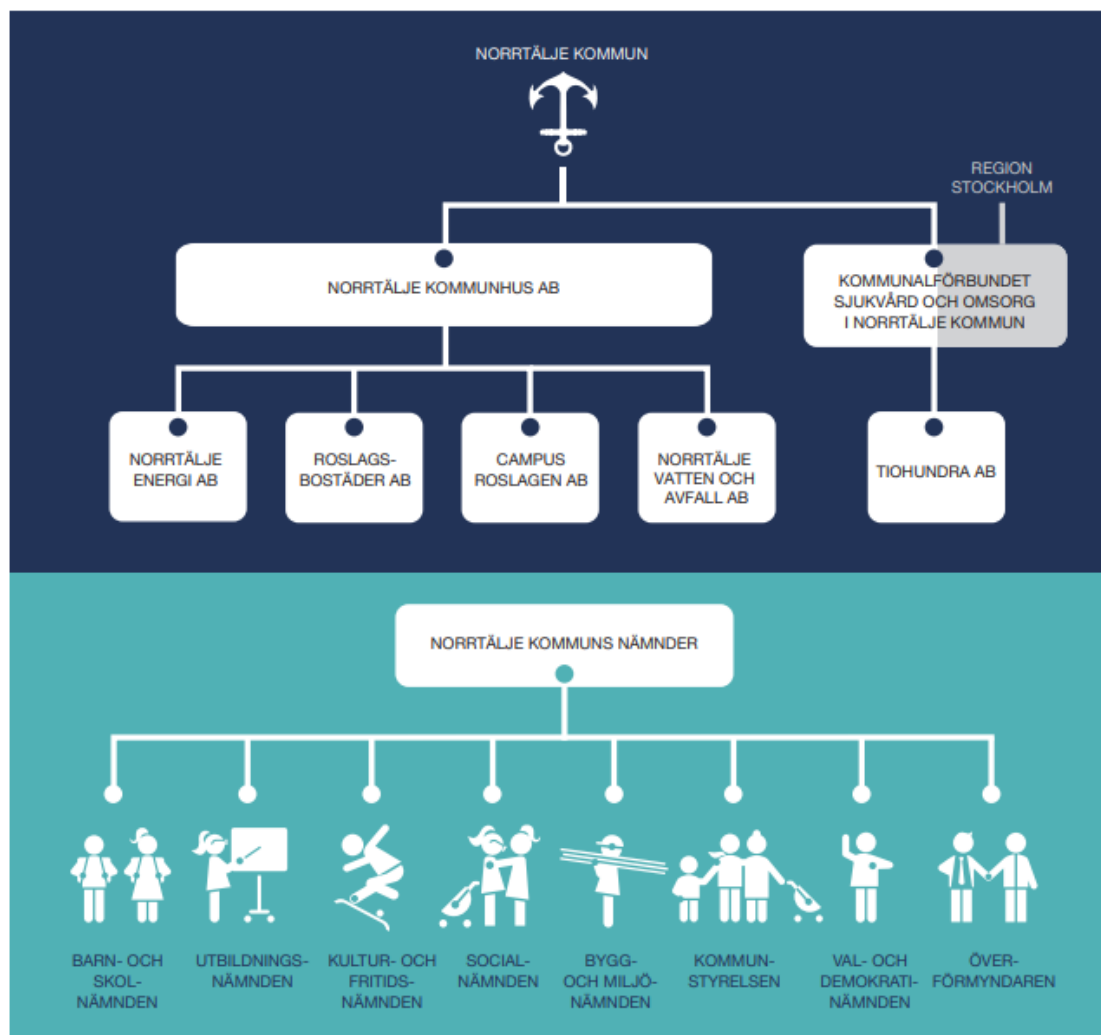 NORRTÄLJE KOMMUN
REGION
STOCKHOLM
NORRTÄLJE KOMMUNHUS AB
KOMMUNALFÖRBUNDET
SJUKVÅRD OCH OMSORG
I NORRTÄLJE KOMMUN
NORRTÄLJE
ENERGI AB
ROSLAGS-
BOSTÄDER AB
CAMPUS
ROSLAGEN AB
NORRTÄLJE
VATTEN OCH
AVFALL AB
TIOHUNDRA AB
NORRTÄLJE KOMMUNS NÄMNDER
BARN- OCH
SKOL-
NÄMNDEN
UTBILDNINGS-
NÄMNDEN
KULTUR- OCH
FRITIDS-
NÄMNDEN
SOCIAL-
NÄMNDEN
BYGG-
OCH MILJÖ-
NÄMNDEN
KOMMUN-
STYRELSEN
VAL- OCH
DEMOKRATI-
NÄMNDEN
ÖVER-
FÖRMYNDAREN